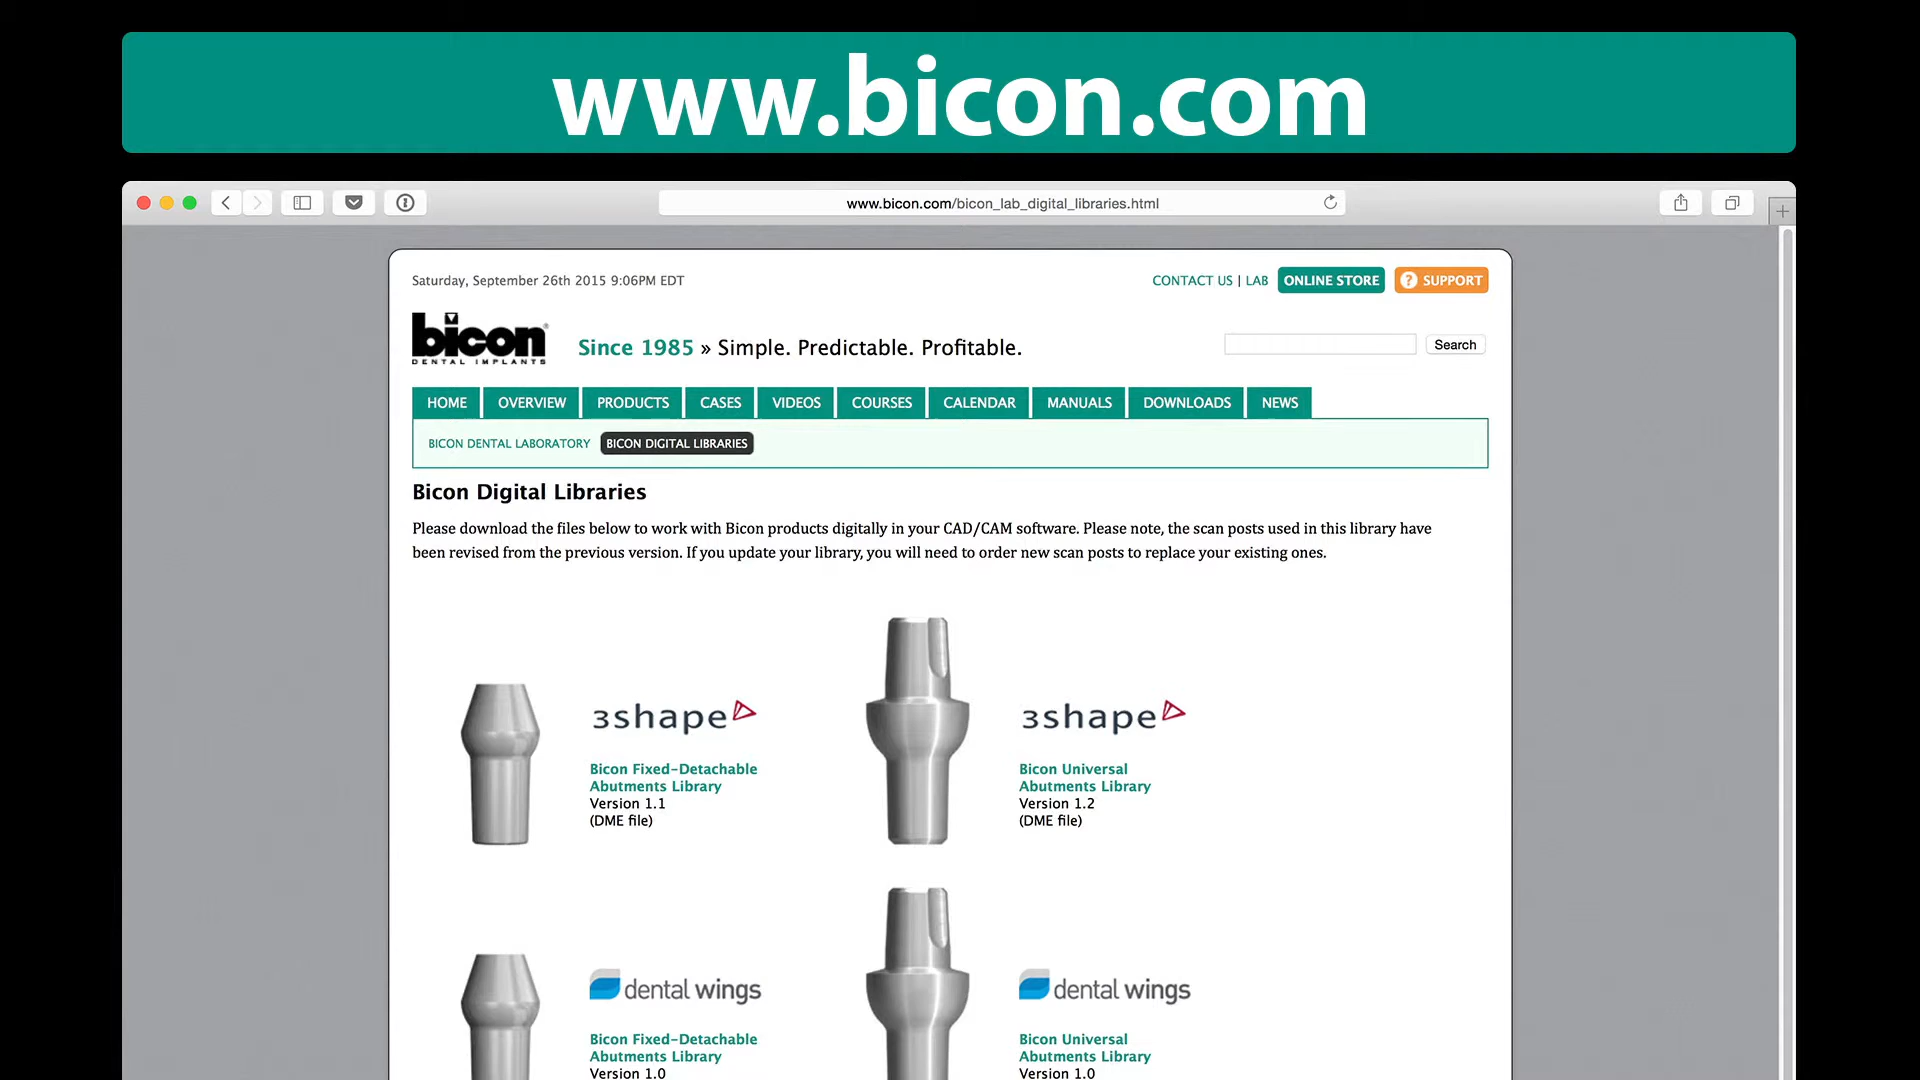 www.bicon.com
www.bicon.com/bicon_lab_digital_libraries.html
Saturday, September 26th 2015 9:06PM EDT
CONTACT US | LAB ONLINE STORE ? SUPPORT
bicon®
DENTAL IMPLANTS
Since 1985 » Simple. Predictable. Profitable.
Search
HOME OVERVIEW PRODUCTS CASES VIDEOS COURSES CALENDAR MANUALS DOWNLOADS NEWS
BICON DENTAL LABORATORY BICON DIGITAL LIBRARIES
Bicon Digital Libraries
Please download the files below to work with Bicon products digitally in your CAD/CAM software. Please note, the scan posts used in this library have
been revised from the previous version. If you update your library, you will need to order new scan posts to replace your existing ones.
3shape
Bicon Fixed-Detachable
Abutments Library
Version 1.1
(DME file)
3shape
Bicon Universal
Abutments Library
Version 1.2
(DME file)
dental wings
Bicon Fixed-Detachable
Abutments Library
Version 1.0
dental wings
Bicon Universal
Abutments Library
Version 1.0